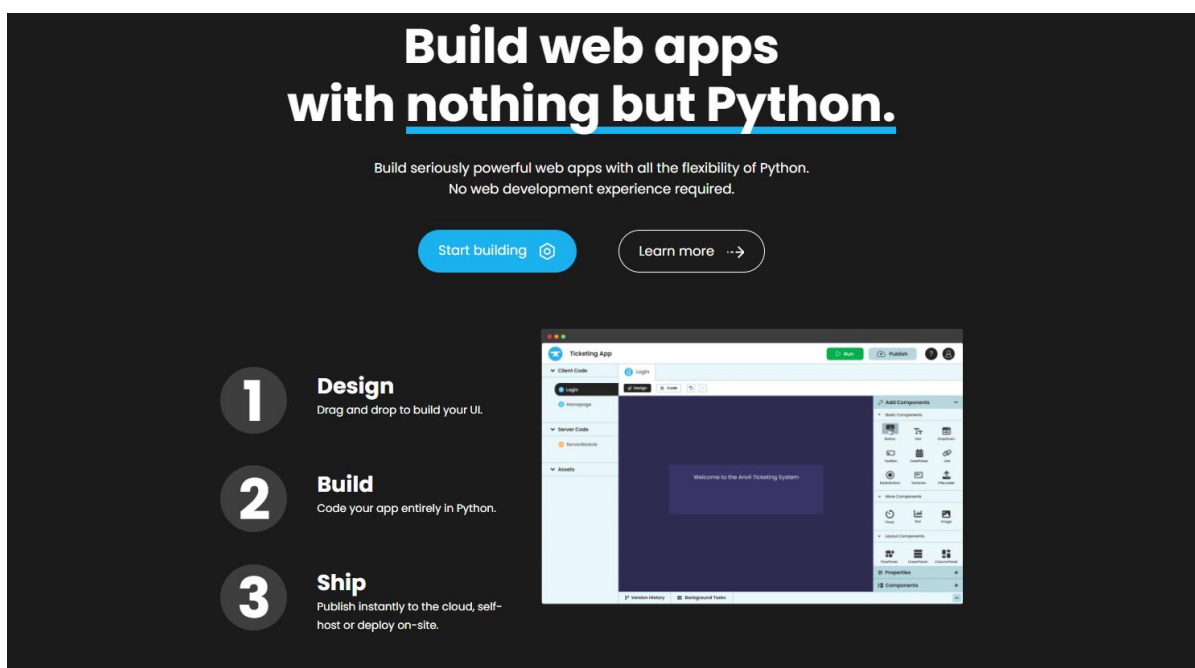 Build web apps
with nothing but Python.
Build seriously powerful web apps with all the flexibility of Python.
No web development experience required.
Start building
Learn more
1
Design
Drag and drop to build your UI.
2
Build
Code your app entirely in Python.
3
Ship
Publish instantly to the cloud, self-
host or deploy on-site.
Ticketing App
Run
Publish
?
Client Code
Login
Login
Design
Code
Homepage
Server Code
ServerModule
Assets
Welcome to the Anvil Ticketing System
Add Components
Basic Components
Button
Text
DropDown
TextBox
DatePicker
Link
RadioButton
TextArea
FileLoader
More Components
Timer
Plot
Image
Layout Components
FlowPanel
LinearPanel
ColumnPanel
Properties
Components
Version History
Background Tasks